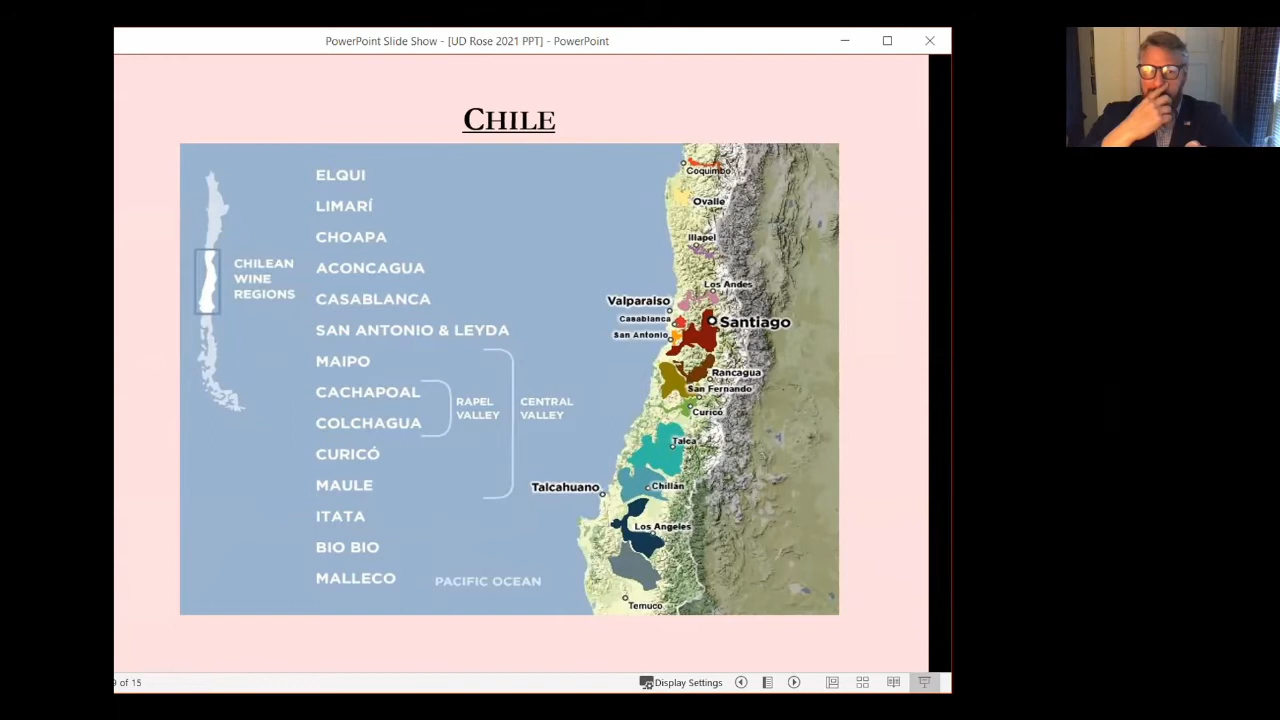 PowerPoint Slide Show - [UD Rose 2021 PPT] - PowerPoint
CHILE
CHILEAN
WINE
REGIONS
ELQUI
LIMARÍ
CHOAPA
ACONCAGUA
CASABLANCA
SAN ANTONIO & LEYDA
MAIPO
CACHAPOAL
COLCHAGUA
CURICÓ
MAULE
ITATA
BIO BIO
MALLECO
RAPEL
VALLEY
CENTRAL
VALLEY
PACIFIC OCEAN
Coquimbo
Ovalle
Illapel
Los Andes
Valparaiso
Casablanca
Santiago
San Antonio
Rancagua
San Fernando
Curicó
Talca
Talcahuano
Chillán
Los Angeles
Temuco
9 of 15
Display Settings